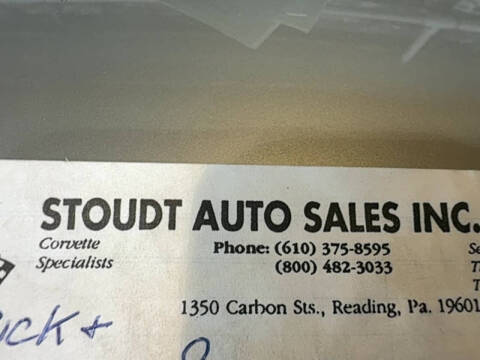 STOUDT AUTO SALES INC.
Corvette
Specialists
Phone: (610) 375-8595
(800) 482-3033
1350 Carbon Sts., Reading, Pa. 19601